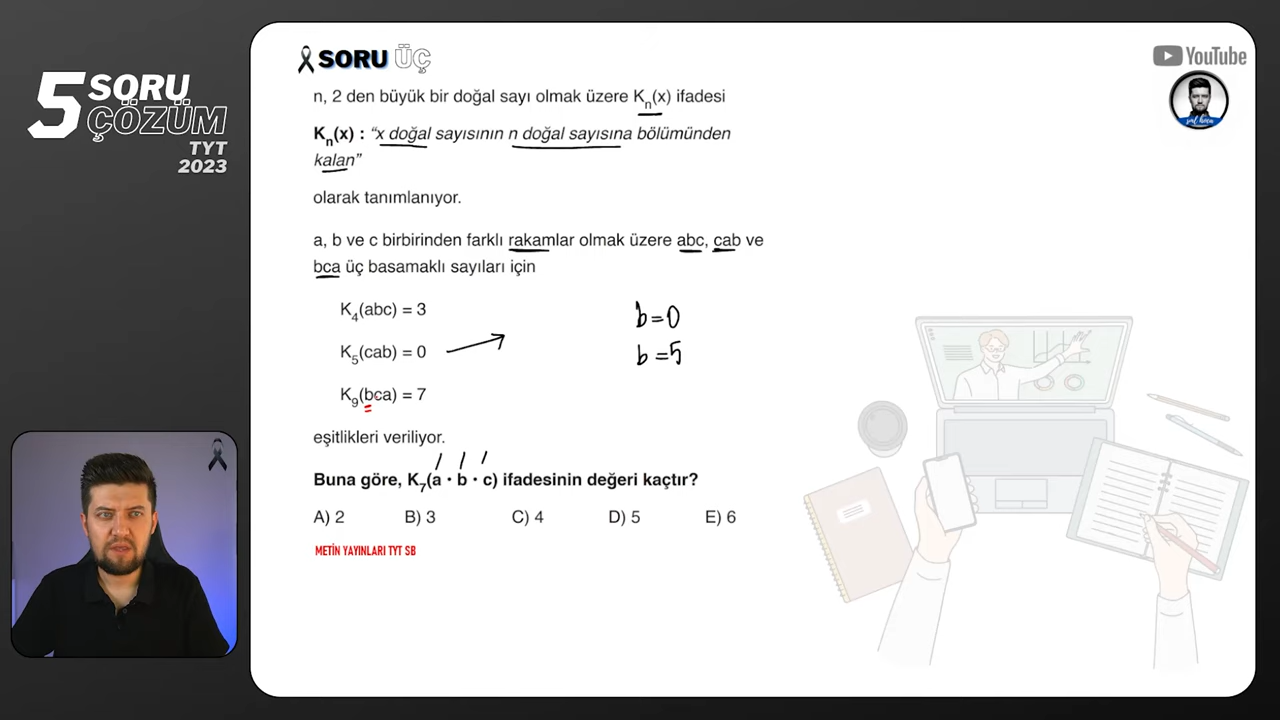 5 SORU
ÇÖZÜM
TYT
2023
SORU ÜÇ
YouTube
n, 2 den büyük bir doğal sayı olmak üzere Kn(x) ifadesi
Kn(x) : “x doğal sayısının n doğal sayısına bölümünden
kalan”
olarak tanımlanıyor.
a, b ve c birbirinden farklı rakamlar olmak üzere abc, cab ve
bca üç basamaklı sayıları için
K4(abc) = 3
b = 0
K5(cab) = 0
b = 5
K9(bca) = 7
eşitlikleri veriliyor.
Buna göre, K7(a · b · c) ifadesinin değeri kaçtır?
A) 2 B) 3 C) 4 D) 5 E) 6
METİN YAYINLARI TYT SB